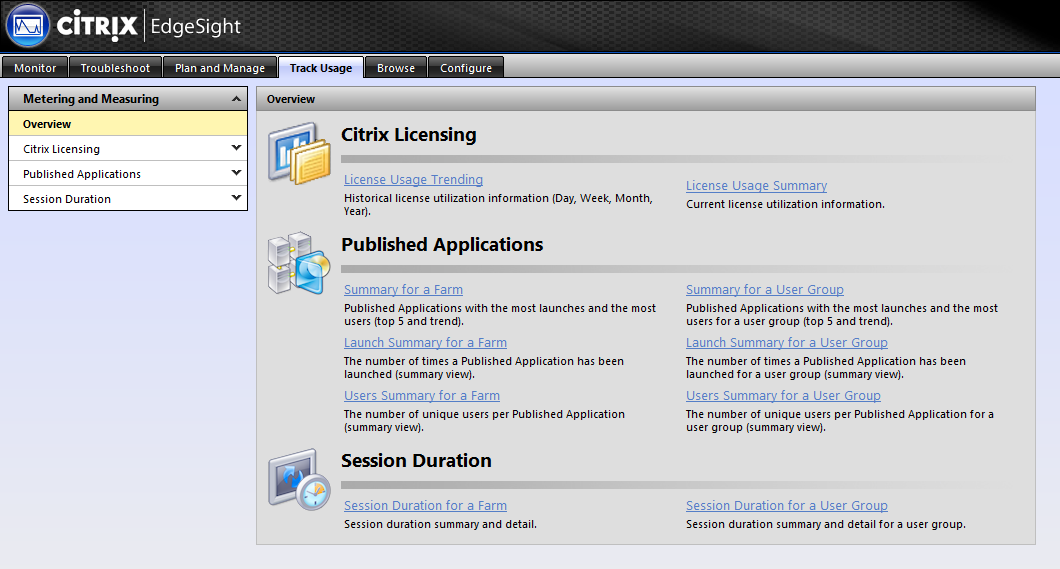 CITRIX EdgeSight
Monitor Troubleshoot Plan and Manage Track Usage Browse Configure
Metering and Measuring
Overview
Citrix Licensing
Published Applications
Session Duration
Overview
Citrix Licensing
License Usage Trending
Historical license utilization information (Day, Week, Month,
Year).
License Usage Summary
Current license utilization information.
Published Applications
Summary for a Farm
Published Applications with the most launches and the most
users (top 5 and trend).
Summary for a User Group
Published Applications with the most launches and the most
users for a user group (top 5 and trend).
Launch Summary for a Farm
The number of times a Published Application has been
launched (summary view).
Launch Summary for a User Group
The number of times a Published Application has been
launched for a user group (summary view).
Users Summary for a Farm
The number of unique users per Published Application
(summary view).
Users Summary for a User Group
The number of unique users per Published Application for a
user group (summary view).
Session Duration
Session Duration for a Farm
Session duration summary and detail.
Session Duration for a User Group
Session duration summary and detail for a user group.